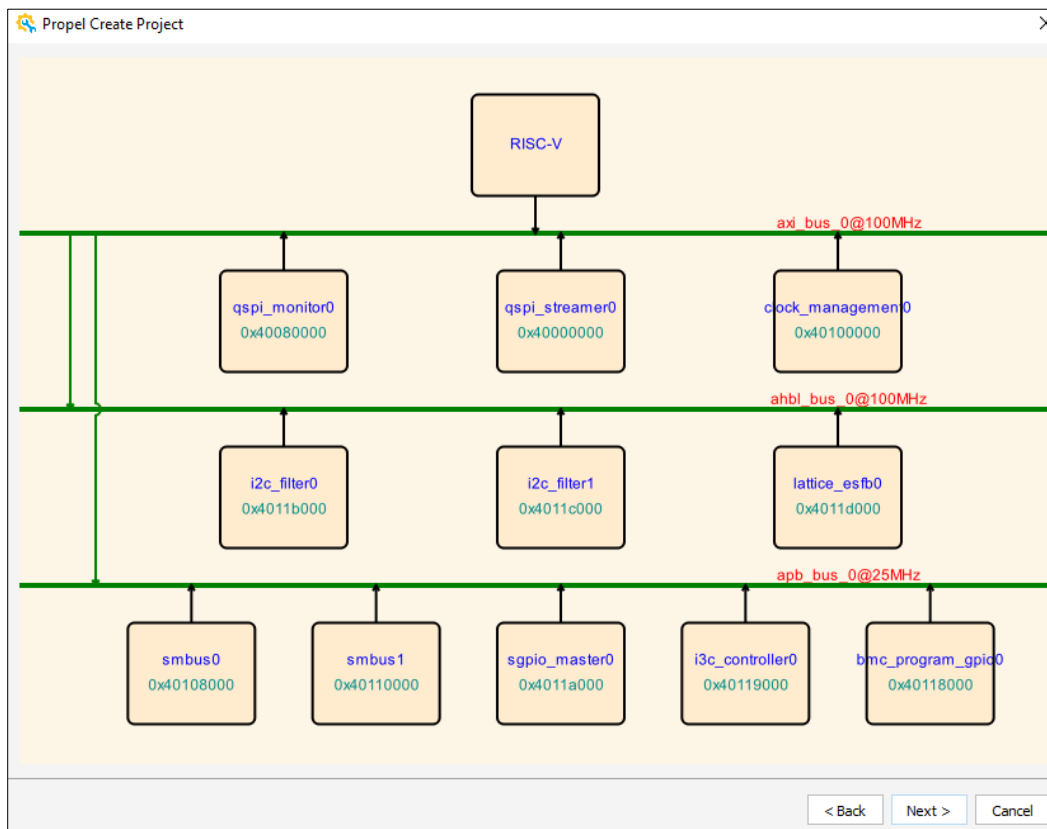 Propel Create Project
RISC-V
axi_bus_0@100MHz
qspi_monitor0
0x40080000
qspi_streamer0
0x40000000
clock_management0
0x40100000
ahbl_bus_0@100MHz
i2c_filter0
0x4011b000
i2c_filter1
0x4011c000
lattice_esfb0
0x4011d000
apb_bus_0@25MHz
smbus0
0x40108000
smbus1
0x40110000
sgpio_master0
0x4011a000
i3c_controller0
0x40119000
bmc_program_gpio0
0x40118000
< Back
Next >
Cancel